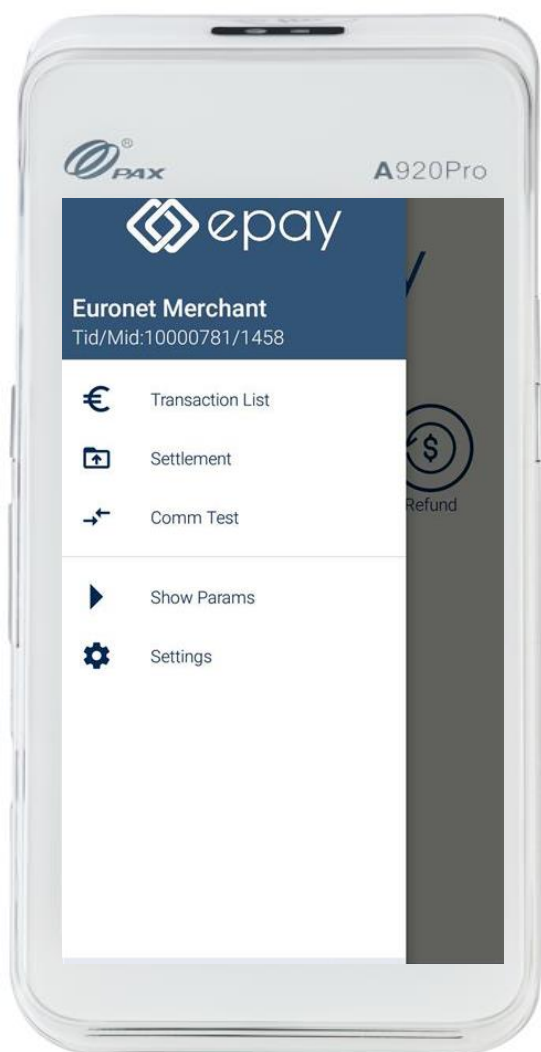 PAX®
A920Pro
epay
Euronet Merchant
Tid/Mid:10000781/1458
Transaction List
Settlement
Comm Test
Show Params
Settings
y
$
Refund